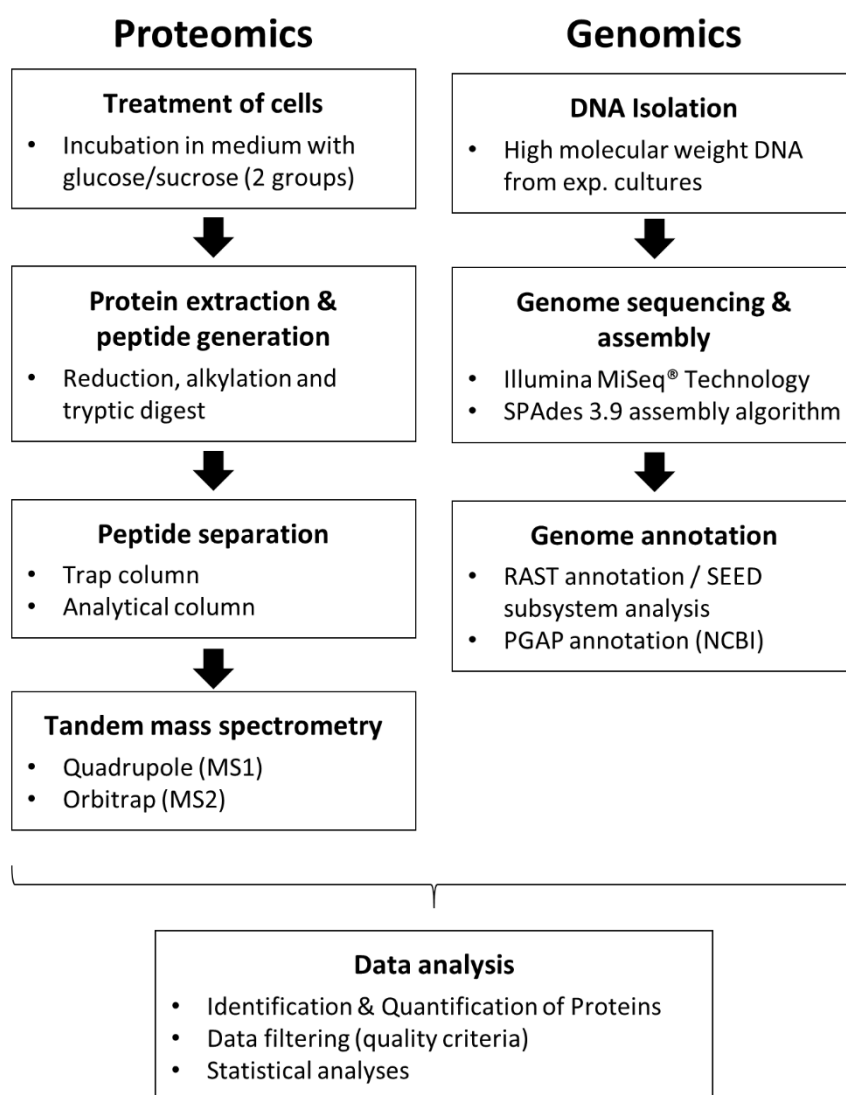 Proteomics
Treatment of cells
• Incubation in medium with
glucose/sucrose (2 groups)
Protein extraction &
peptide generation
• Reduction, alkylation and
tryptic digest
Peptide separation
• Trap column
• Analytical column
Tandem mass spectrometry
• Quadrupole (MS1)
• Orbitrap (MS2)
Genomics
DNA Isolation
• High molecular weight DNA
from exp. cultures
Genome sequencing &
assembly
• Illumina MiSeq® Technology
• SPAdes 3.9 assembly algorithm
Genome annotation
• RAST annotation / SEED
subsystem analysis
• PGAP annotation (NCBI)
Data analysis
• Identification & Quantification of Proteins
• Data filtering (quality criteria)
• Statistical analyses